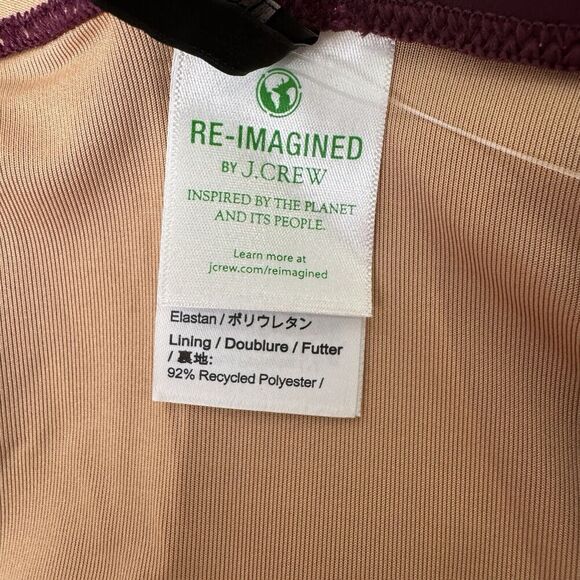 RE-IMAGINED
BY J.CREW
INSPIRED BY THE PLANET
AND ITS PEOPLE.
Learn more at
jcrew.com/reimagined
Elastan / ポリウレタン
Lining / Doublure / Futter
/ 裏地:
92% Recycled Polyester /